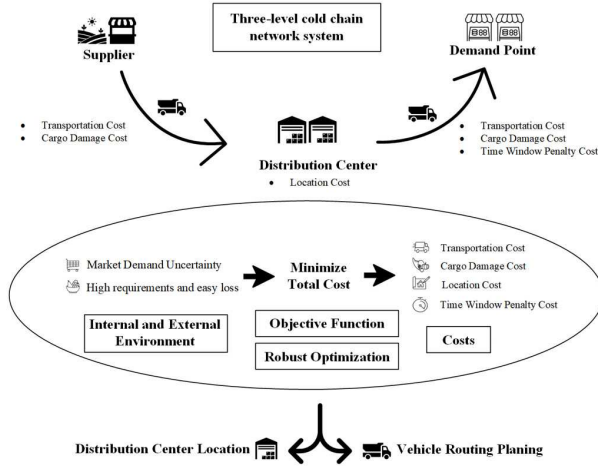 Three-level cold chain
network system
Supplier
Demand Point
• Transportation Cost
• Cargo Damage Cost
• Transportation Cost
• Cargo Damage Cost
• Time Window Penalty Cost
Distribution Center
• Location Cost
Market Demand Uncertainty
High requirements and easy loss
Minimize
Total Cost
Transportation Cost
Cargo Damage Cost
Location Cost
Time Window Penalty Cost
Internal and External
Environment
Objective Function
Robust Optimization
Costs
Distribution Center Location
Vehicle Routing Planing